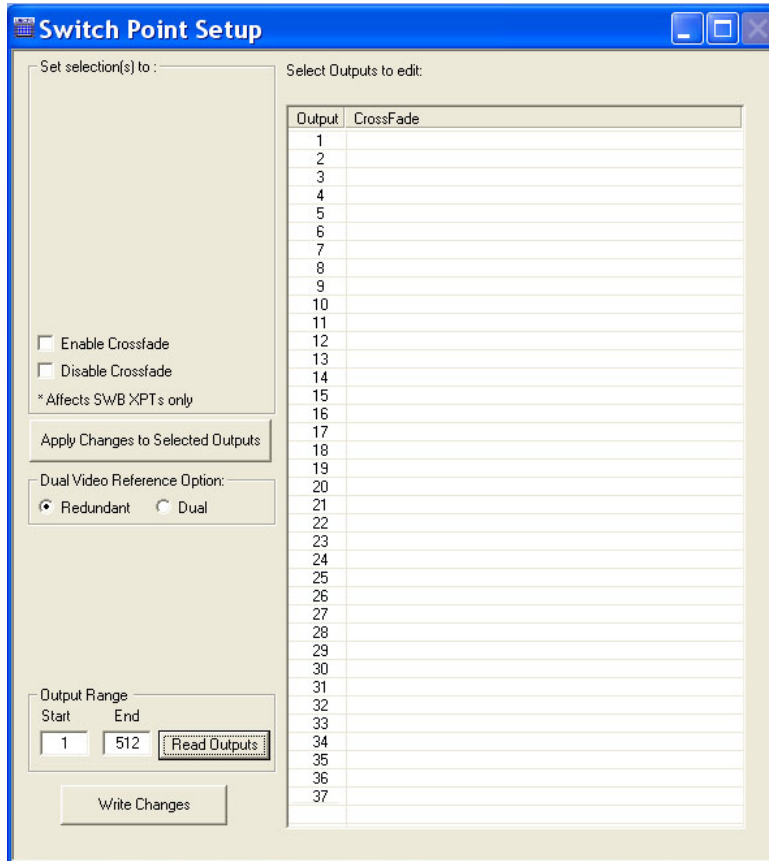 Switch Point Setup
Set selection(s) to :
Enable Crossfade
Disable Crossfade
* Affects SWB XPTs only
Apply Changes to Selected Outputs
Dual Video Reference Option:
Redundant Dual
Output Range
Start End
1 512 Read Outputs
Write Changes
Select Outputs to edit:
Output CrossFade
1
2
3
4
5
6
7
8
9
10
11
12
13
14
15
16
17
18
19
20
21
22
23
24
25
26
27
28
29
30
31
32
33
34
35
36
37